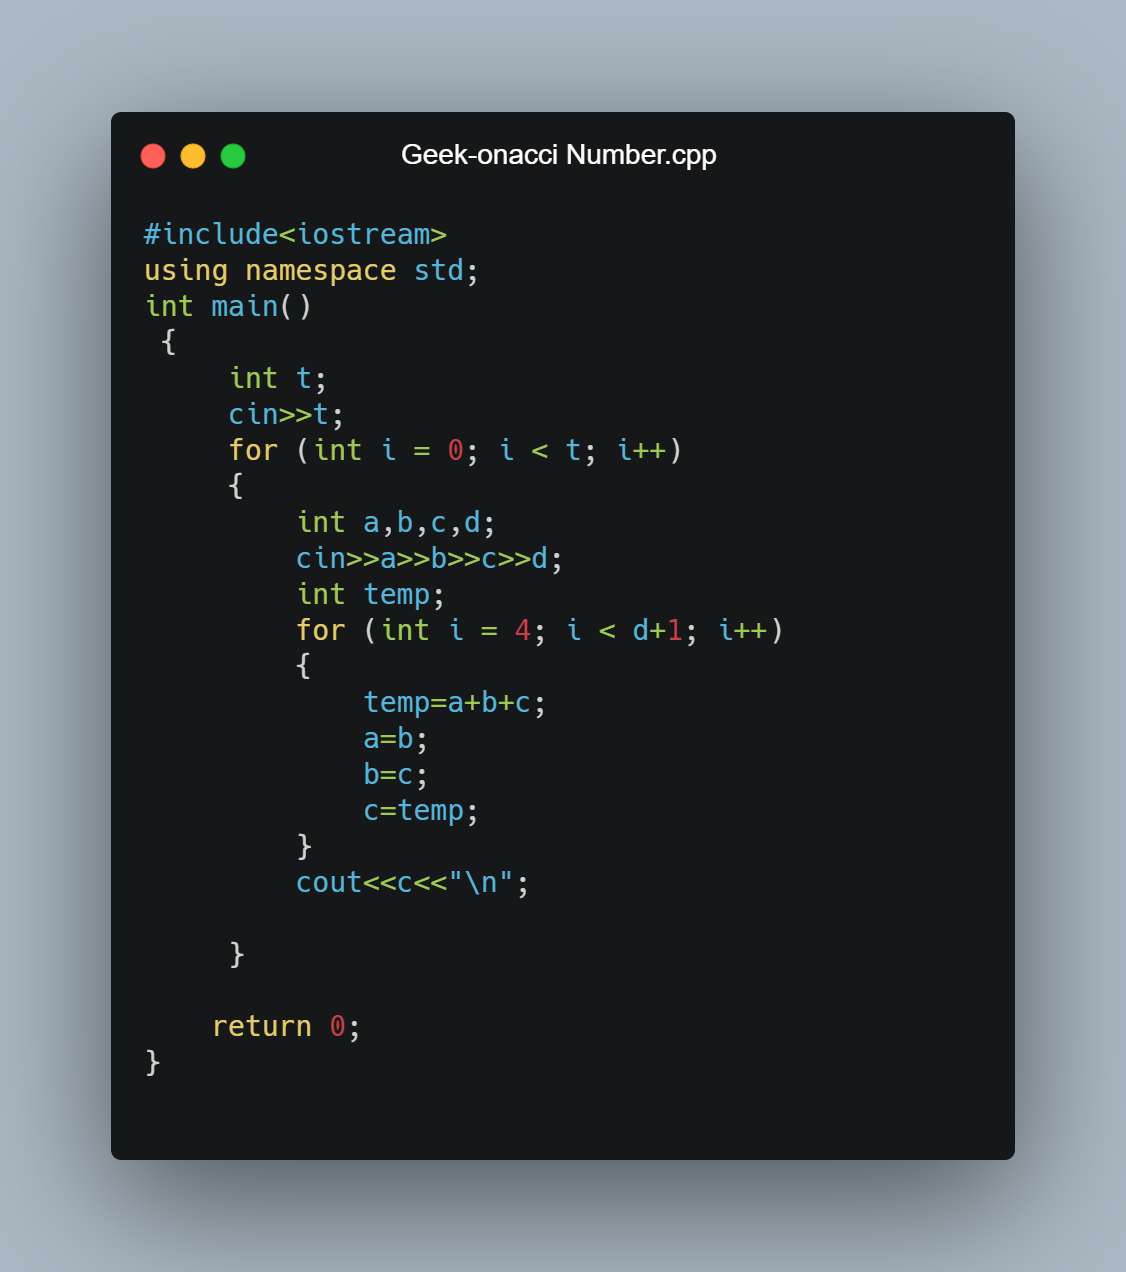 Geek-onacci Number.cpp
#include<iostream>
using namespace std;
int main()
 {
     int t;
     cin>>t;
     for (int i = 0; i < t; i++)
     {
         int a,b,c,d;
         cin>>a>>b>>c>>d;
         int temp;
         for (int i = 4; i < d+1; i++)
         {
             temp=a+b+c;
             a=b;
             b=c;
             c=temp;
         }
         cout<<c<<"\n";
     }
    return 0;
}